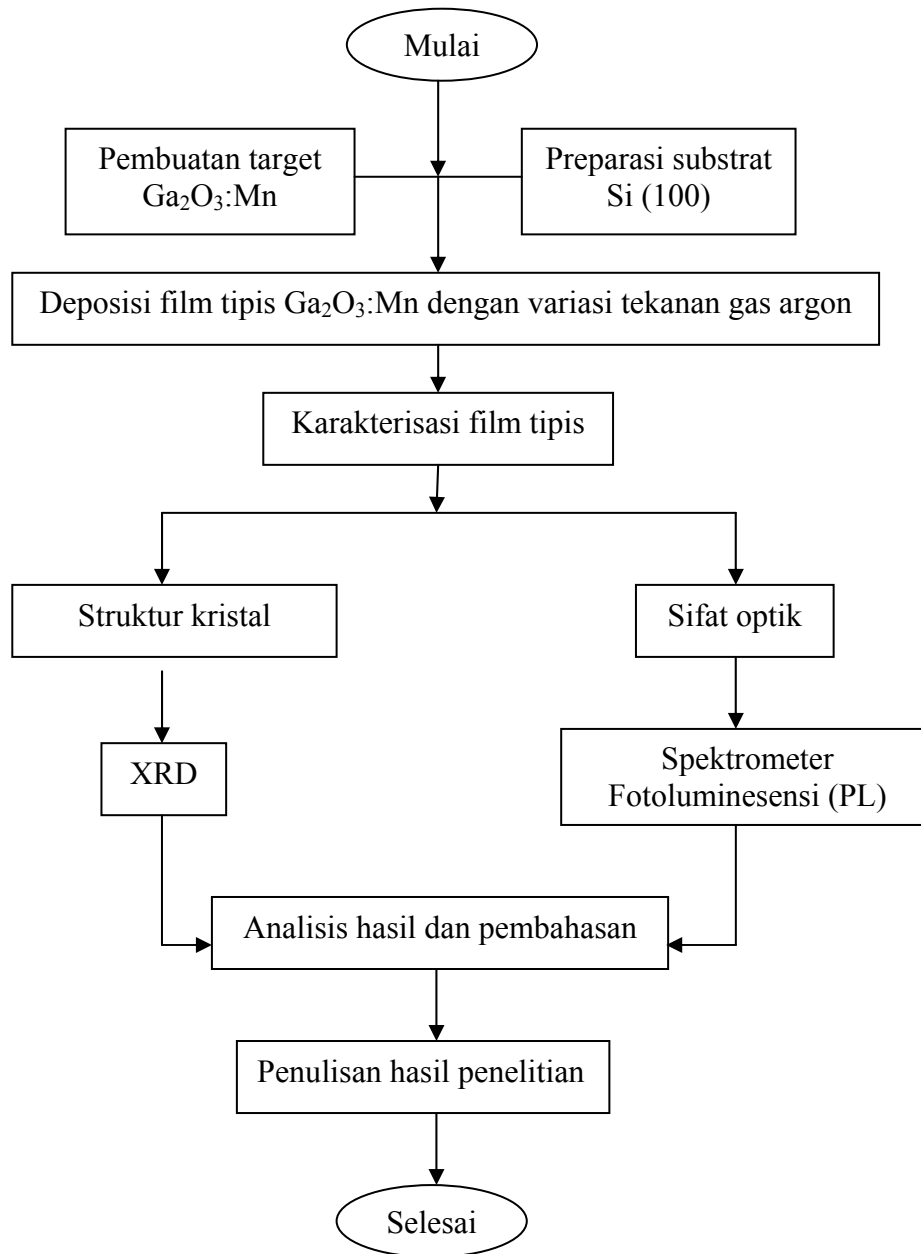 Mulai
Pembuatan target
Ga₂O₃:Mn
Preparasi substrat
Si (100)
Deposisi film tipis Ga₂O₃:Mn dengan variasi tekanan gas argon
Karakterisasi film tipis
Struktur kristal
Sifat optik
XRD
Spektrometer
Fotoluminesensi (PL)
Analisis hasil dan pembahasan
Penulisan hasil penelitian
Selesai